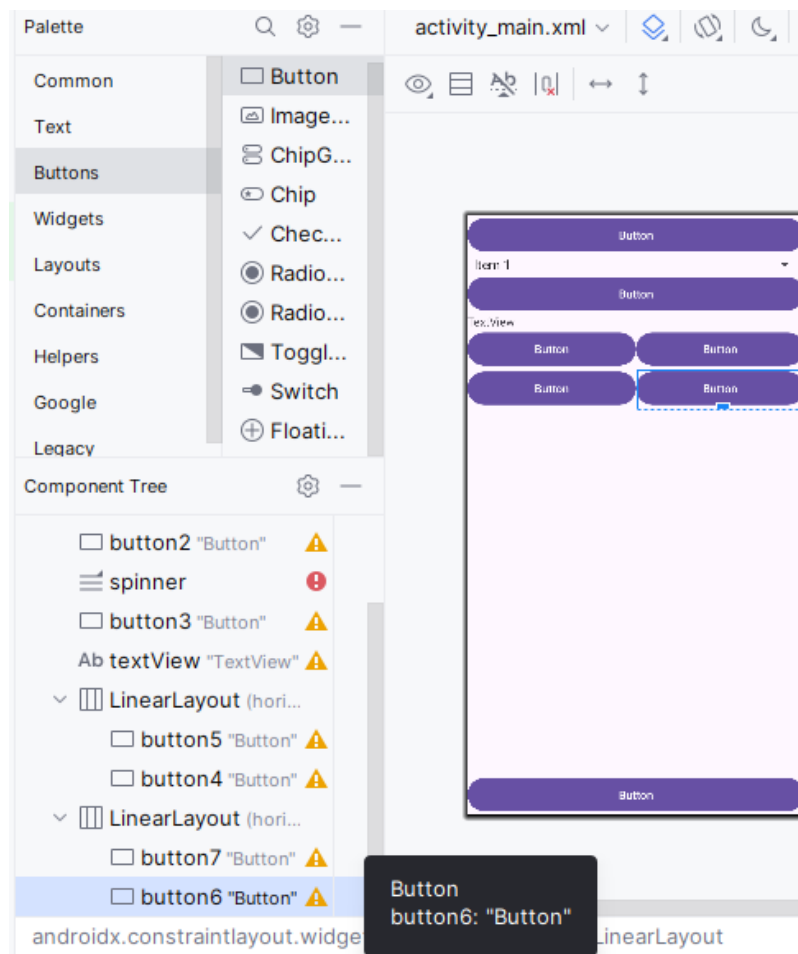 Palette
activity_main.xml
Common
Text
Buttons
Widgets
Layouts
Containers
Helpers
Google
Legacy
Button
Image...
ChipG...
Chip
Chec...
Radio...
Radio...
Toggl...
Switch
Floati...
Component Tree
button2 "Button"
spinner
button3 "Button"
Ab textView "TextView"
LinearLayout (hori...
button5 "Button"
button4 "Button"
LinearLayout (hori...
button7 "Button"
button6 "Button"
Button
Item 1
Button
TextView
Button Button
Button Button
Button
Button
button6: "Button"
androidx.constraintlayout.widge
LinearLayout